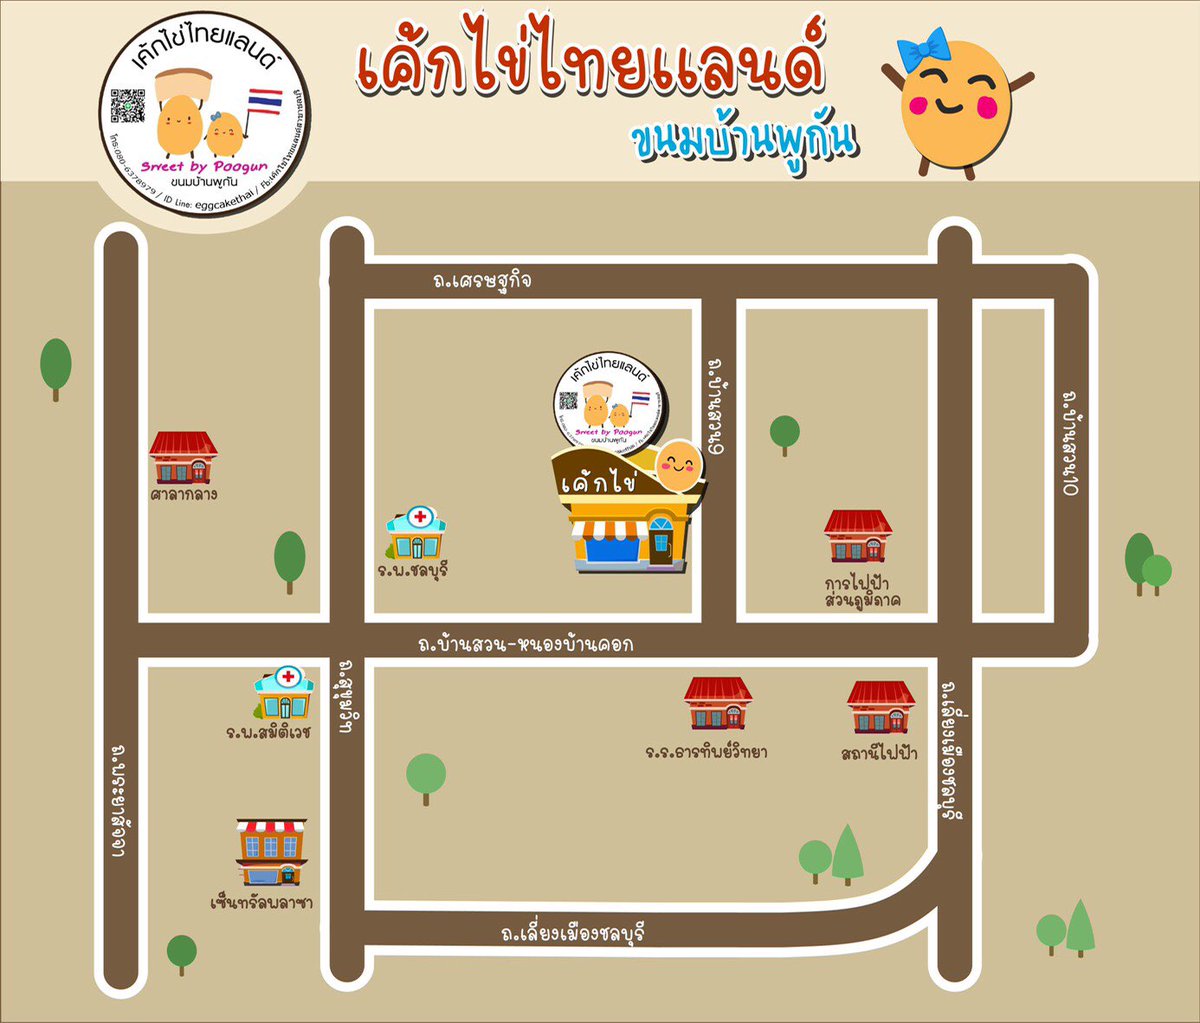 เค้กไข่ไทยแลนด์
Sweet by Poogun
ขนมบ้านพูกัน
โทร:080-6378979 / ID Line: eggcakethai / Fb:เค้กไข่ไทยแลนด์สาขาชลบุรี
เค้กไข่ไทยแลนด์
ขนมบ้านพูกัน
ถ.เศรษฐกิจ
ถ.บ้านสวน9
ถ.บ้านสวน10
เค้กไข่ไทยแลนด์
Sweet by Poogun
ขนมบ้านพูกัน
เค้กไข่
ศาลากลาง
ร.พ.ชลบุรี
การไฟฟ้า
ส่วนภูมิภาค
ถ.บ้านสวน-หนองบ้านคอก
ร.พ.สมิติเวช
ถ.สุขุมวิท
ร.ร.ธารทิพย์วิทยา
สถานีไฟฟ้า
ถ.เลี่ยงเมืองชลบุรี
ถ.พระยาสัจจา
เซ็นทรัลพลาซา
ถ.เลี่ยงเมืองชลบุรี